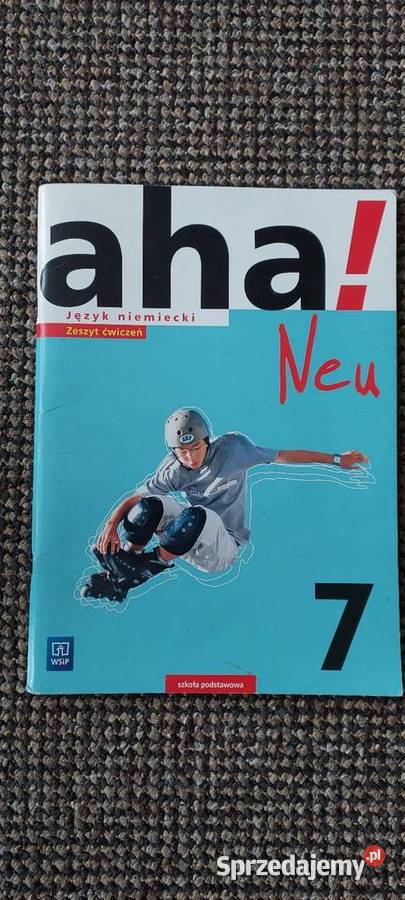 aha!
Język niemiecki
Zeszyt ćwiczeń
Neu
7
WSiP
szkoła podstawowa
Sprzedajemy.pl